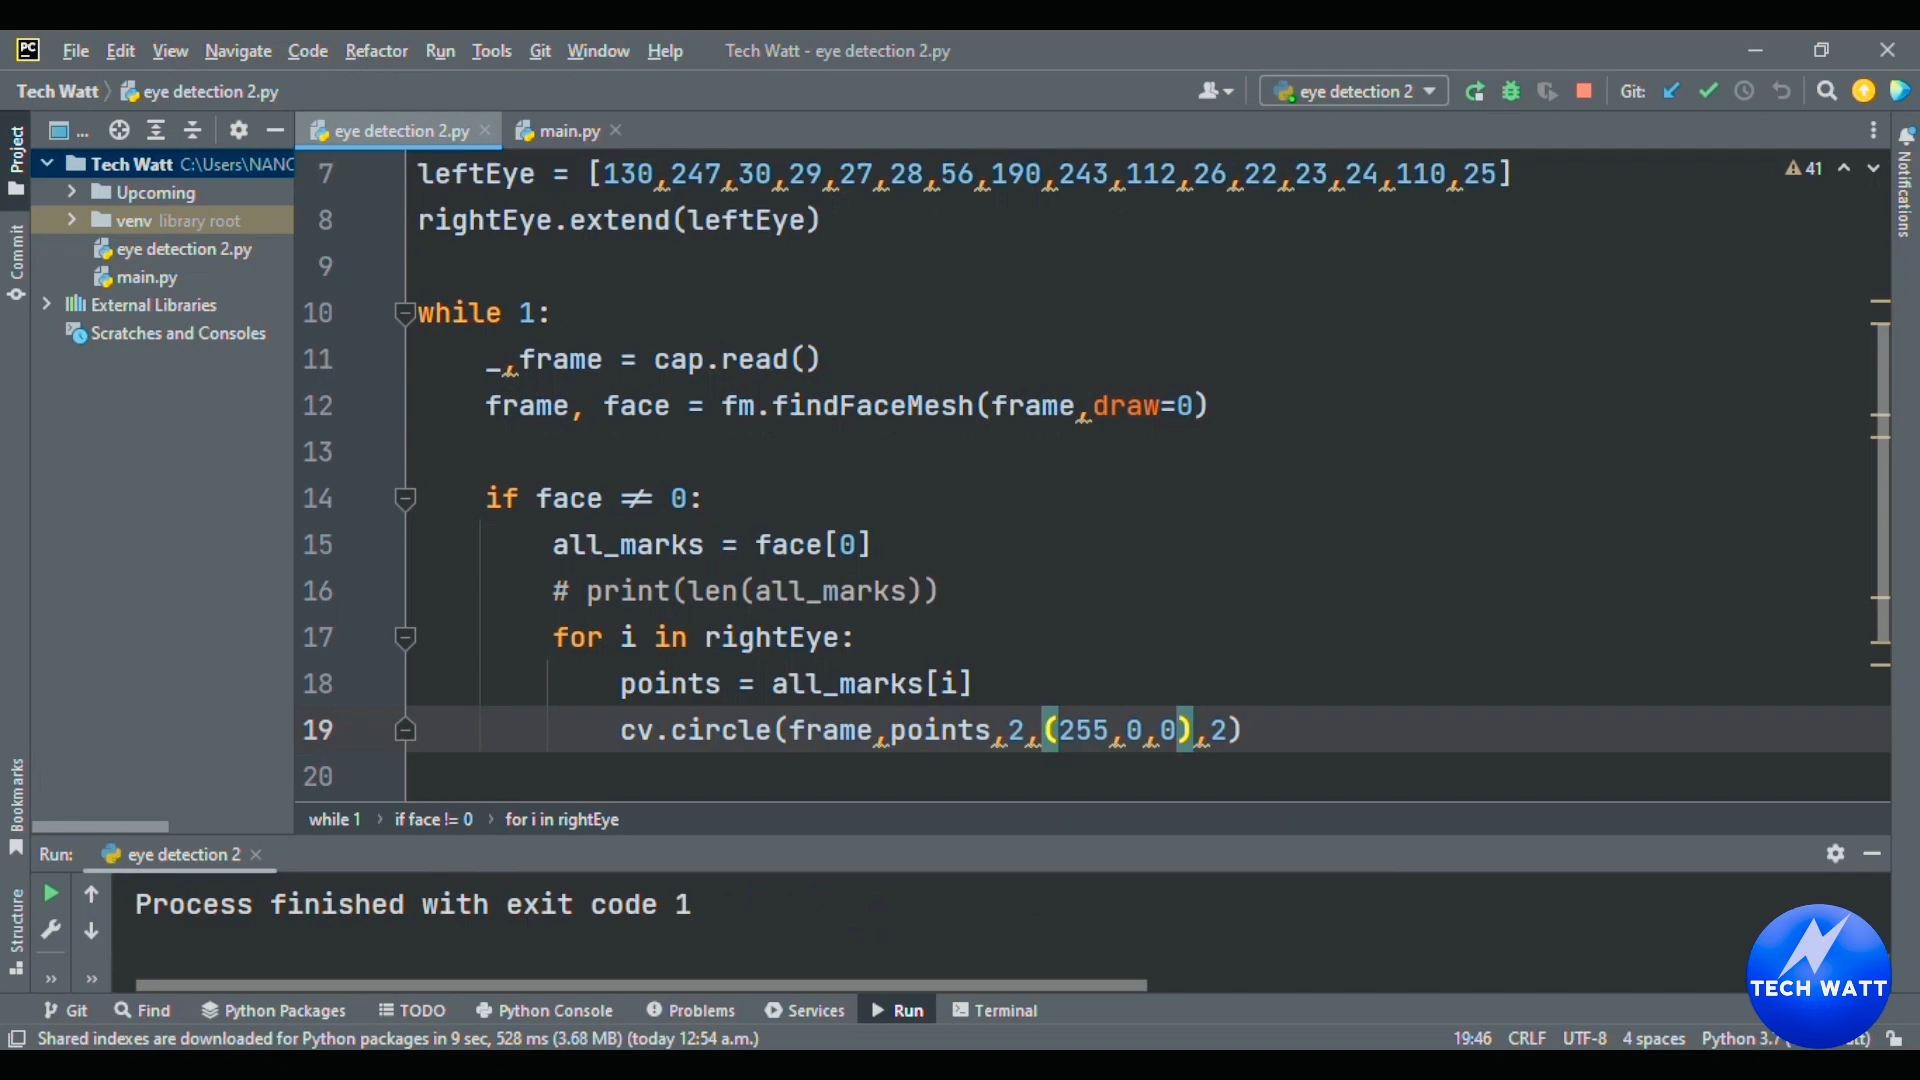 PC File Edit View Navigate Code Refactor Run Tools Git Window Help Tech Watt - eye detection 2.py
Tech Watt eye detection 2.py eye detection 2 Git:
... eye detection 2.py main.py
Project
Commit
Bookmarks
Structure
Notifications
Tech Watt C:\Users\NANC
Upcoming
venv library root
eye detection 2.py
main.py
External Libraries
Scratches and Consoles
41
7 leftEye = [130,247,30,29,27,28,56,190,243,112,26,22,23,24,110,25]
8 rightEye.extend(leftEye)
9
10 while 1:
11 _,frame = cap.read()
12 frame, face = fm.findFaceMesh(frame,draw=0)
13
14 if face ≠ 0:
15 all_marks = face[0]
16 # print(len(all_marks))
17 for i in rightEye:
18 points = all_marks[i]
19 cv.circle(frame,points,2,(255,0,0),2)
20
while 1 › if face != 0 › for i in rightEye
Run: eye detection 2
Process finished with exit code 1
TECH WATT
Git Find Python Packages TODO Python Console Problems Services Run Terminal
Shared indexes are downloaded for Python packages in 9 sec, 528 ms (3.68 MB) (today 12:54 a.m.) 19:46 CRLF UTF-8 4 spaces Python 3.7